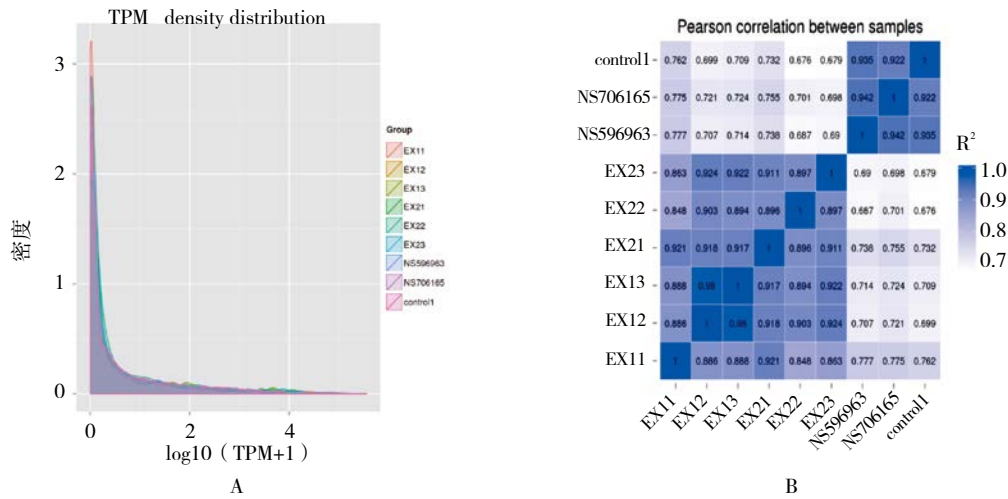 TPM density distribution
3
2
1
0
密度
0
2
4
log10（TPM+1）
Group
EX11
EX12
EX13
EX21
EX22
EX23
NS596963
NS706165
control1
A
Pearson correlation between samples
control1 0.762 0.699 0.709 0.732 0.676 0.679 0.935 0.922 1
NS706165 0.775 0.721 0.724 0.755 0.701 0.698 0.942 1 0.922
NS596963 0.777 0.707 0.714 0.738 0.687 0.69 1 0.942 0.935
EX23 0.863 0.924 0.922 0.911 0.897 1 0.69 0.698 0.679
EX22 0.848 0.903 0.894 0.896 1 0.897 0.687 0.701 0.676
EX21 0.921 0.918 0.917 1 0.896 0.911 0.738 0.755 0.732
EX13 0.888 0.98 1 0.917 0.894 0.922 0.714 0.724 0.709
EX12 0.886 1 0.98 0.918 0.903 0.924 0.707 0.721 0.699
EX11 1 0.886 0.888 0.921 0.848 0.863 0.777 0.775 0.762
EX11
EX12
EX13
EX21
EX22
EX23
NS596963
NS706165
control1
R²
1.0
0.9
0.8
0.7
B